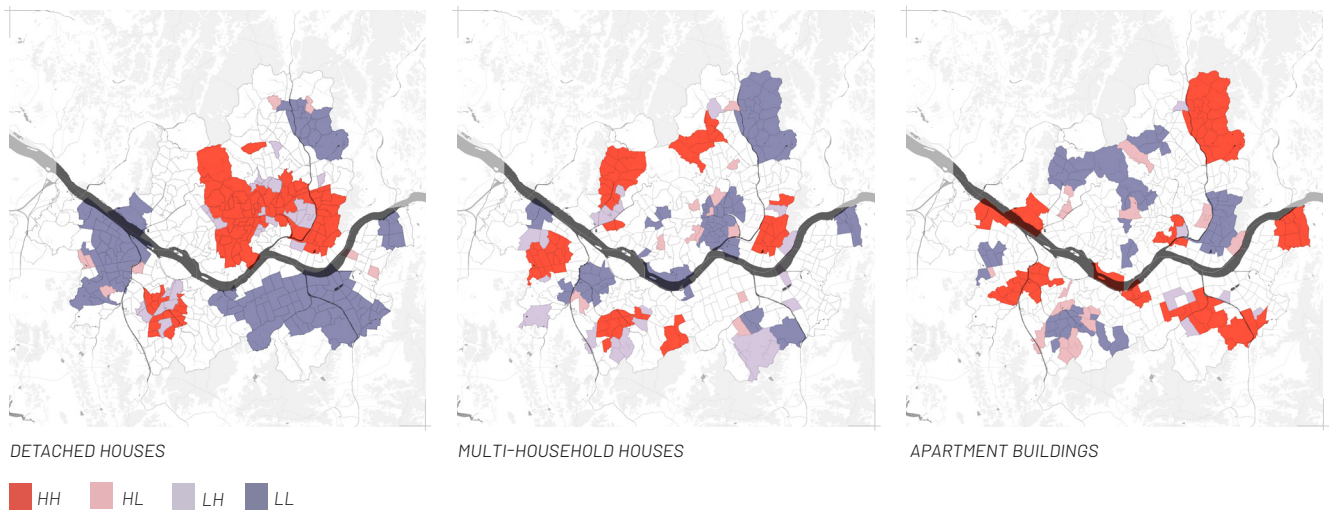 DETACHED HOUSES
MULTI-HOUSEHOLD HOUSES
APARTMENT BUILDINGS
HH HL LH LL